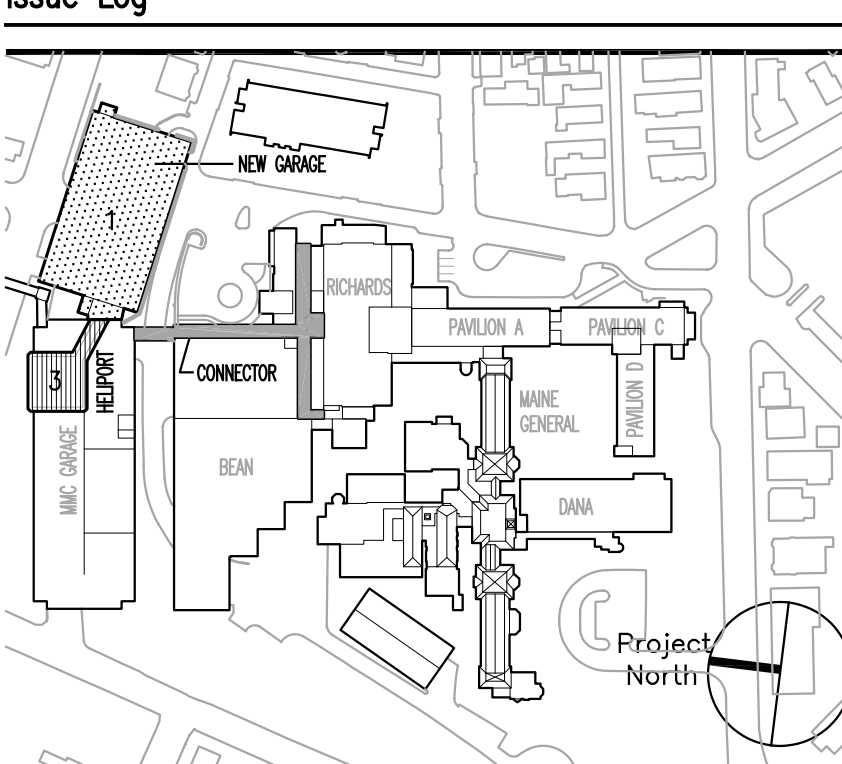 Issue Log
NEW GARAGE
1
RICHARDS
PAVILION A
PAVILION C
CONNECTOR
HELIPORT
3
PAVILION D
MAINE
GENERAL
MMC GARAGE
BEAN
DANA
Project
North